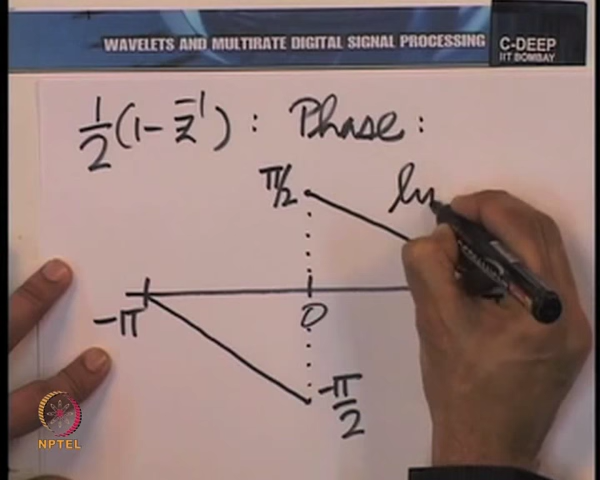 WAVELETS AND MULTIRATE DIGITAL SIGNAL PROCESSING
C-DEEP
IIT BOMBAY
1/2 (1 - z⁻¹) : Phase :
π/2
-π
0
-π/2
NPTEL